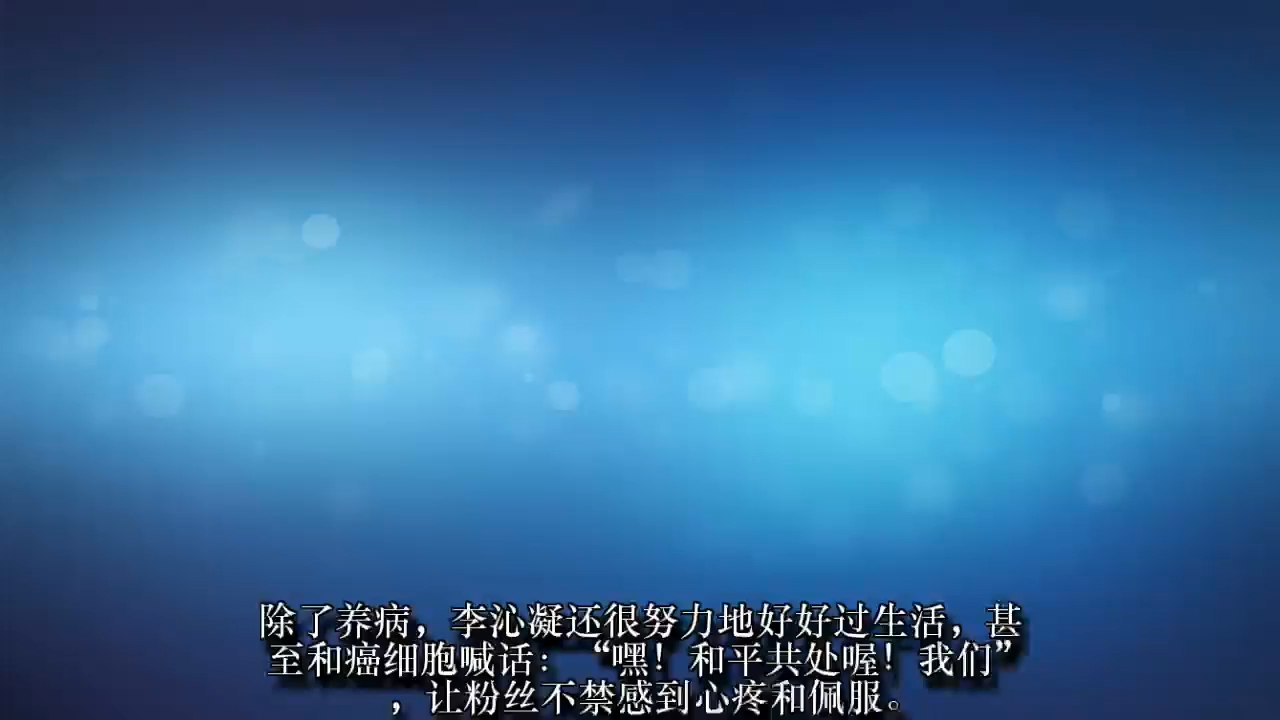 除了养病，李沁凝还很努力地好好过生活，甚
至和癌细胞喊话：“嘿！和平共处喔！我们”
，让粉丝不禁感到心疼和佩服。